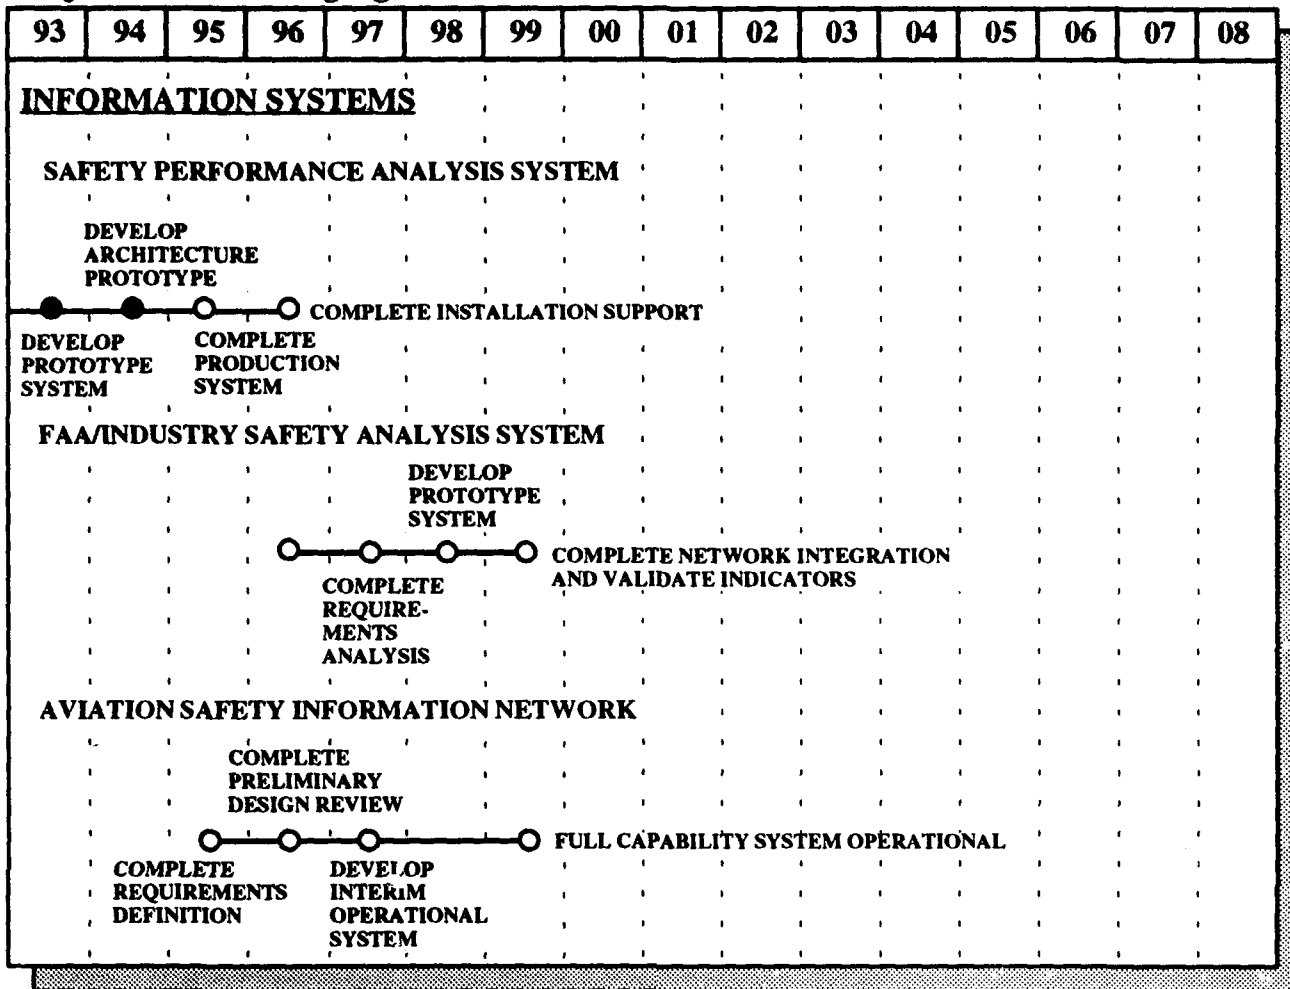 93 94 95 96 97 98 99 00 01 02 03 04 05 06 07 08
INFORMATION SYSTEMS
SAFETY PERFORMANCE ANALYSIS SYSTEM
DEVELOP
ARCHITECTURE
PROTOTYPE
COMPLETE INSTALLATION SUPPORT
DEVELOP
PROTOTYPE
SYSTEM
COMPLETE
PRODUCTION
SYSTEM
FAA/INDUSTRY SAFETY ANALYSIS SYSTEM
DEVELOP
PROTOTYPE
SYSTEM
COMPLETE NETWORK INTEGRATION
AND VALIDATE INDICATORS
COMPLETE
REQUIRE-
MENTS
ANALYSIS
AVIATION SAFETY INFORMATION NETWORK
COMPLETE
PRELIMINARY
DESIGN REVIEW
FULL CAPABILITY SYSTEM OPERATIONAL
COMPLETE
REQUIREMENTS
DEFINITION
DEVELOP
INTERIM
OPERATIONAL
SYSTEM